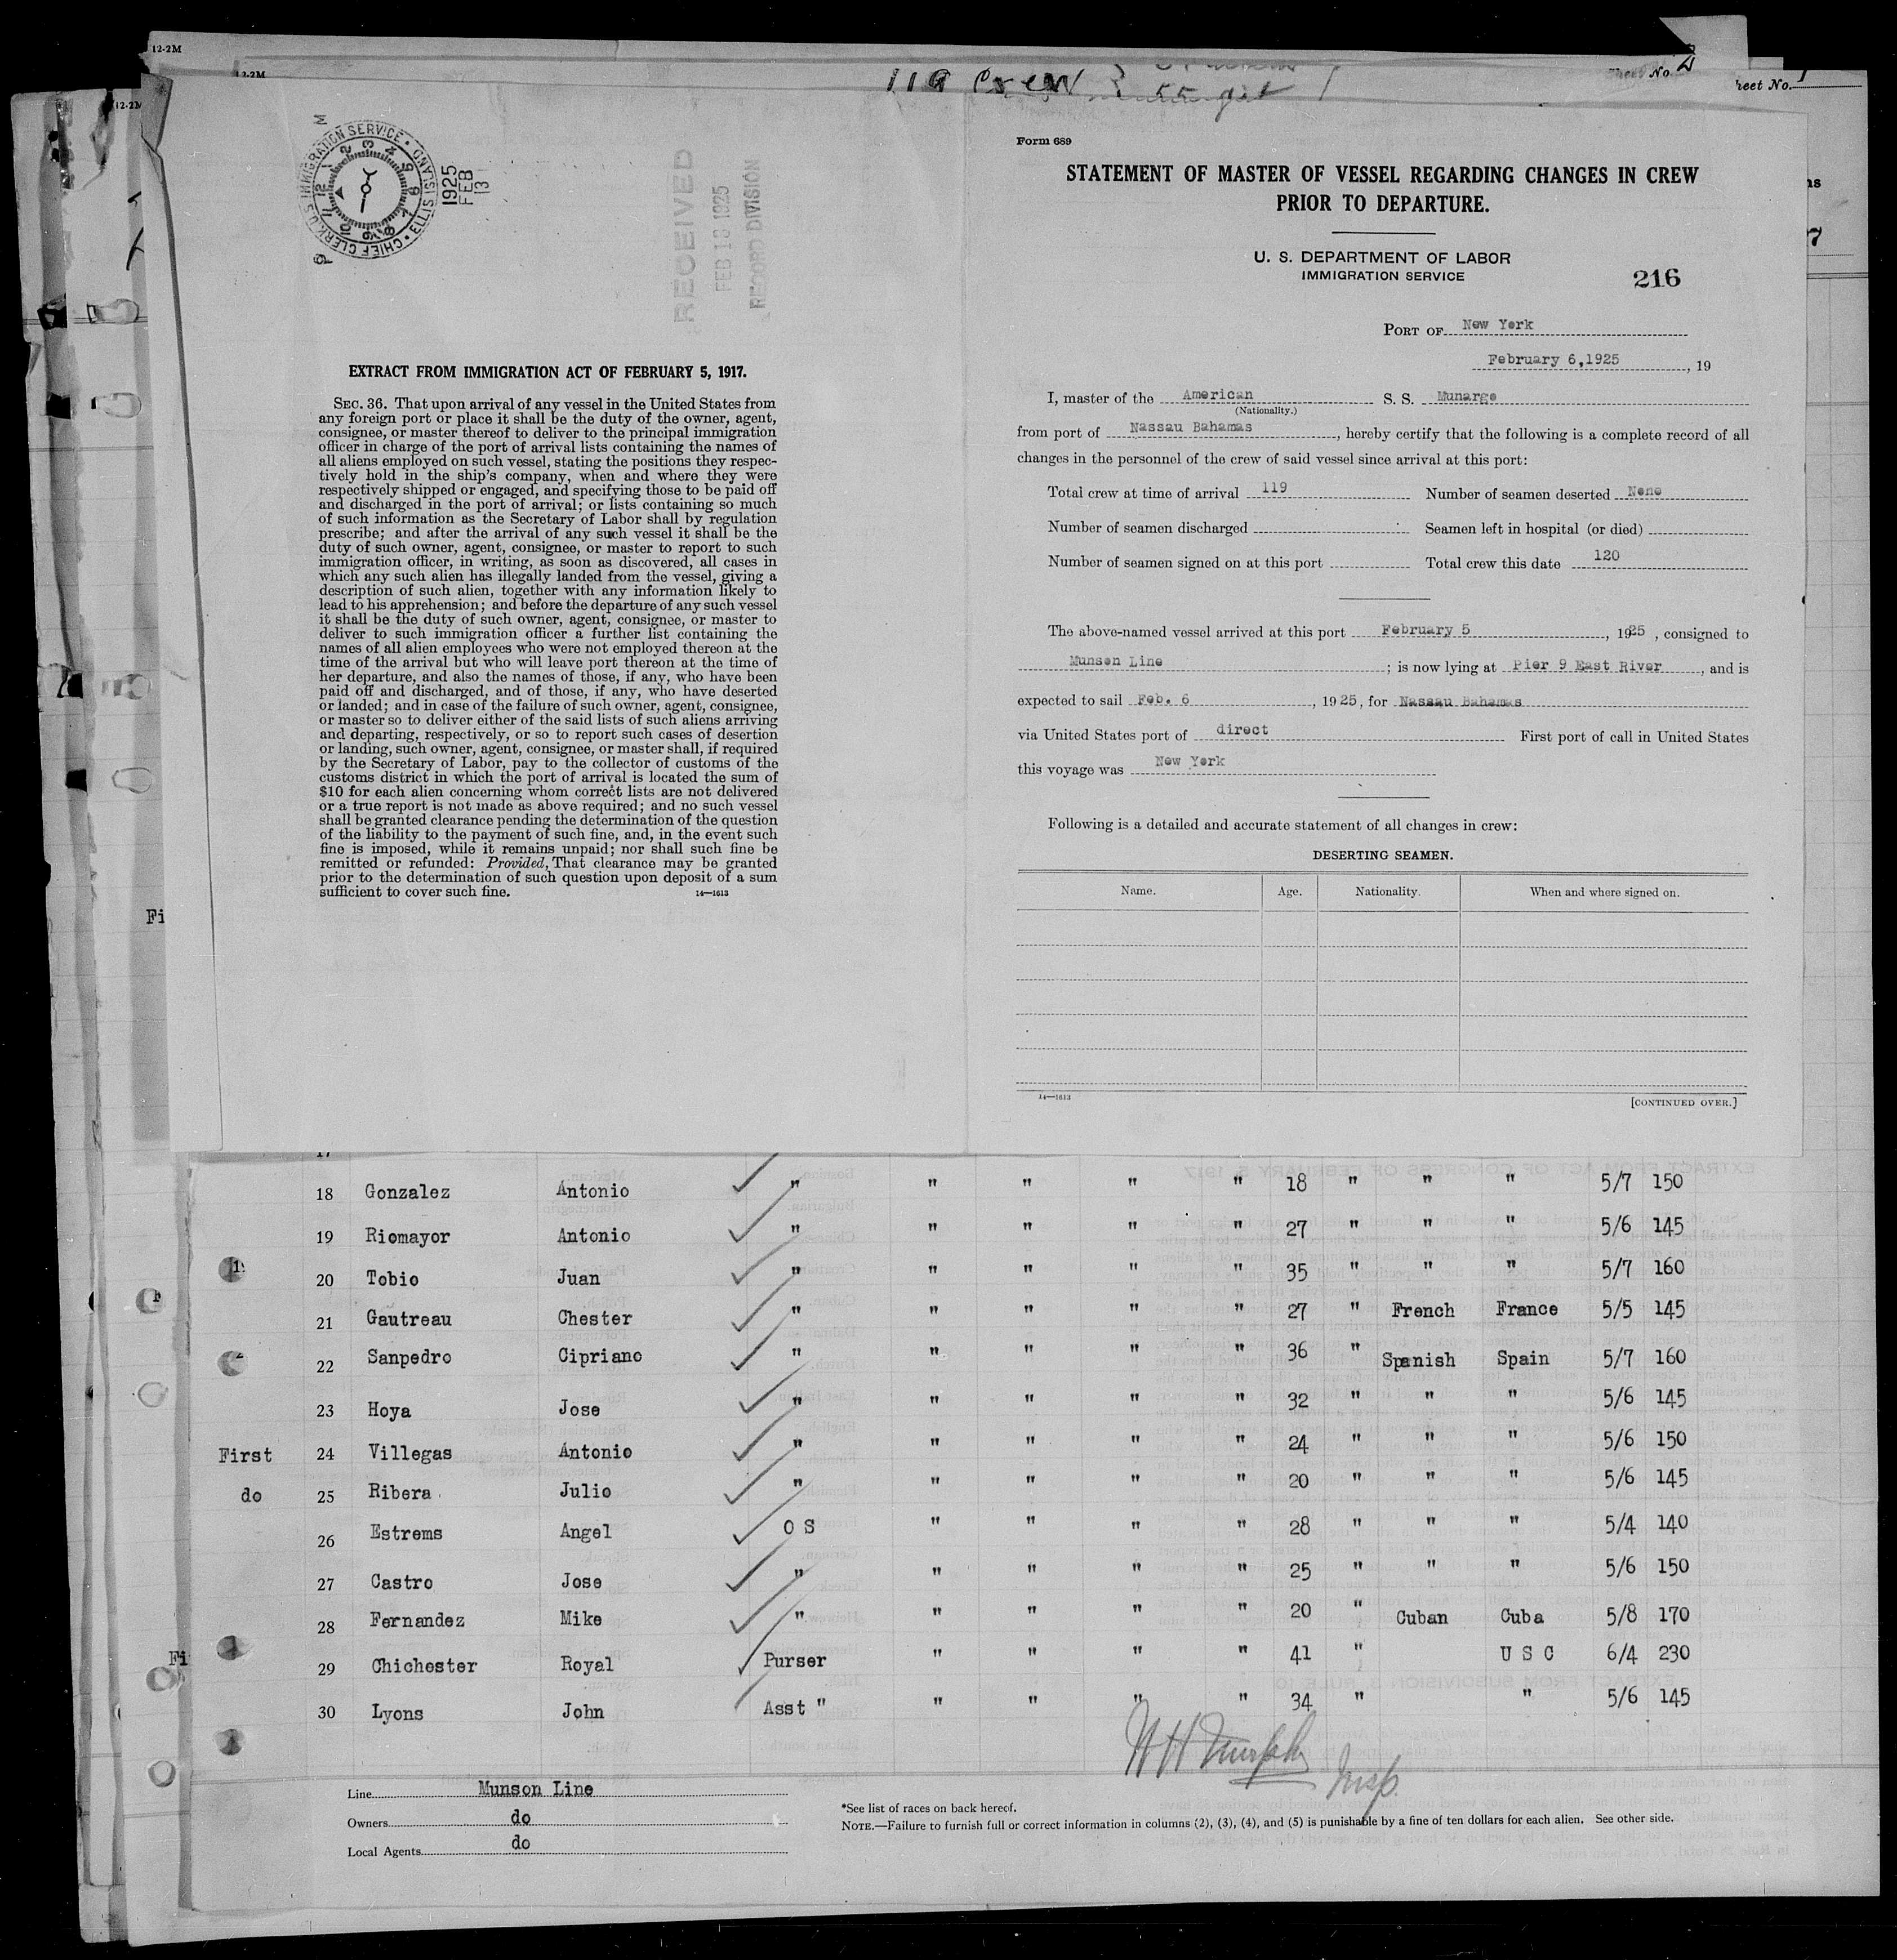 12-2M
12-2M
12-2M
119 Crew
Sheet No. 2
heet No.
U.S. IMMIGRATION SERVICE • ELLIS ISLAND • CHIEF CLERK
1925
FEB
13
RECEIVED
FEB 13 1925
RECORD DIVISION
EXTRACT FROM IMMIGRATION ACT OF FEBRUARY 5, 1917.
SEC. 36. That upon arrival of any vessel in the United States from
any foreign port or place it shall be the duty of the owner, agent,
consignee, or master thereof to deliver to the principal immigration
officer in charge of the port of arrival lists containing the names of
all aliens employed on such vessel, stating the positions they respec-
tively hold in the ship's company, when and where they were
respectively shipped or engaged, and specifying those to be paid off
and discharged in the port of arrival; or lists containing so much
of such information as the Secretary of Labor shall by regulation
prescribe; and after the arrival of any such vessel it shall be the
duty of such owner, agent, consignee, or master to report to such
immigration officer, in writing, as soon as discovered, all cases in
which any such alien has illegally landed from the vessel, giving a
description of such alien, together with any information likely to
lead to his apprehension; and before the departure of any such vessel
it shall be the duty of such owner, agent, consignee, or master to
deliver to such immigration officer a further list containing the
names of all alien employees who were not employed thereon at the
time of the arrival but who will leave port thereon at the time of
her departure, and also the names of those, if any, who have been
paid off and discharged, and of those, if any, who have deserted
or landed; and in case of the failure of such owner, agent, consignee,
or master so to deliver either of the said lists of such aliens arriving
and departing, respectively, or so to report such cases of desertion
or landing, such owner, agent, consignee, or master shall, if required
by the Secretary of Labor, pay to the collector of customs of the
customs district in which the port of arrival is located the sum of
$10 for each alien concerning whom correct lists are not delivered
or a true report is not made as above required; and no such vessel
shall be granted clearance pending the determination of the question
of the liability to the payment of such fine, and, in the event such
fine is imposed, while it remains unpaid; nor shall such fine be
remitted or refunded: Provided, That clearance may be granted
prior to the determination of such question upon deposit of a sum
sufficient to cover such fine. 14—1613
Form 689
STATEMENT OF MASTER OF VESSEL REGARDING CHANGES IN CREW
PRIOR TO DEPARTURE.
U. S. DEPARTMENT OF LABOR
IMMIGRATION SERVICE
216
PORT OF New York
February 6,1925, 19
I, master of the American S. S. Munargo
(Nationality.)
from port of Nassau Bahamas, hereby certify that the following is a complete record of all
changes in the personnel of the crew of said vessel since arrival at this port:
Total crew at time of arrival 119 Number of seamen deserted None
Number of seamen discharged Seamen left in hospital (or died)
Number of seamen signed on at this port Total crew this date 120
The above-named vessel arrived at this port February 5, 1925, consigned to
Munson Line; is now lying at Pier 9 East River, and is
expected to sail Feb. 6, 1925, for Nassau Bahamas
via United States port of direct First port of call in United States
this voyage was New York
Following is a detailed and accurate statement of all changes in crew:
DESERTING SEAMEN.
Name. Age. Nationality. When and where signed on.
14—1613
[CONTINUED OVER.]
17
18 Gonzalez Antonio " " " " " 18 " " " 5/7 150
19 Riomayor Antonio " " " " " 27 " " " 5/6 145
20 Tobio Juan " " " " " 35 " " " 5/7 160
21 Gautreau Chester " " " " " 27 " French France 5/5 145
22 Sanpedro Cipriano " " " " " 36 " Spanish Spain 5/7 160
23 Hoya Jose " " " " " 32 " " " 5/6 145
First 24 Villegas Antonio " " " " " 24 " " " 5/6 150
do 25 Ribera Julio " " " " " 20 " " " 5/6 145
26 Estrems Angel O S " " " " 28 " " " 5/4 140
27 Castro Jose " " " " " 25 " " " 5/6 150
28 Fernandez Mike " " " " " 20 " Cuban Cuba 5/8 170
Fi 29 Chichester Royal Purser " " " " 41 " U S C 6/4 230
30 Lyons John Asst " " " " " 34 " " 5/6 145
W H Murphy
Insp.
Line Munson Line
Owners do
Local Agents do
*See list of races on back hereof.
NOTE.—Failure to furnish full or correct information in columns (2), (3), (4), and (5) is punishable by a fine of ten dollars for each alien. See other side.